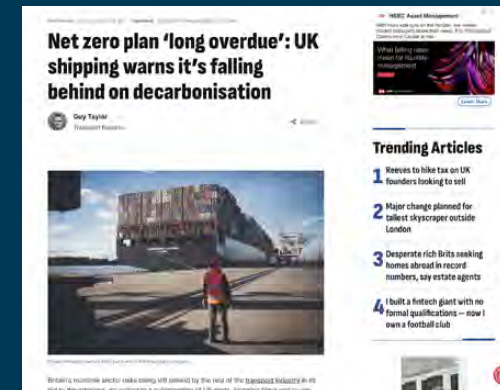 Net zero plan ‘long overdue’: UK
shipping warns it’s falling
behind on decarbonisation
Guy Taylor
Transport Reporter
HSBC Asset Management
What falling rates
mean for liquidity
management
Learn More
Trending Articles
1 Reeves to hike tax on UK
founders looking to sell
2 Major change planned for
tallest skyscraper outside
London
3 Desperate rich Brits seeking
homes abroad in record
numbers, say estate agents
4 I built a fintech giant with no
formal qualifications – now I
own a football club
Britain's maritime sector risks being left behind by the rest of the transport industry in its